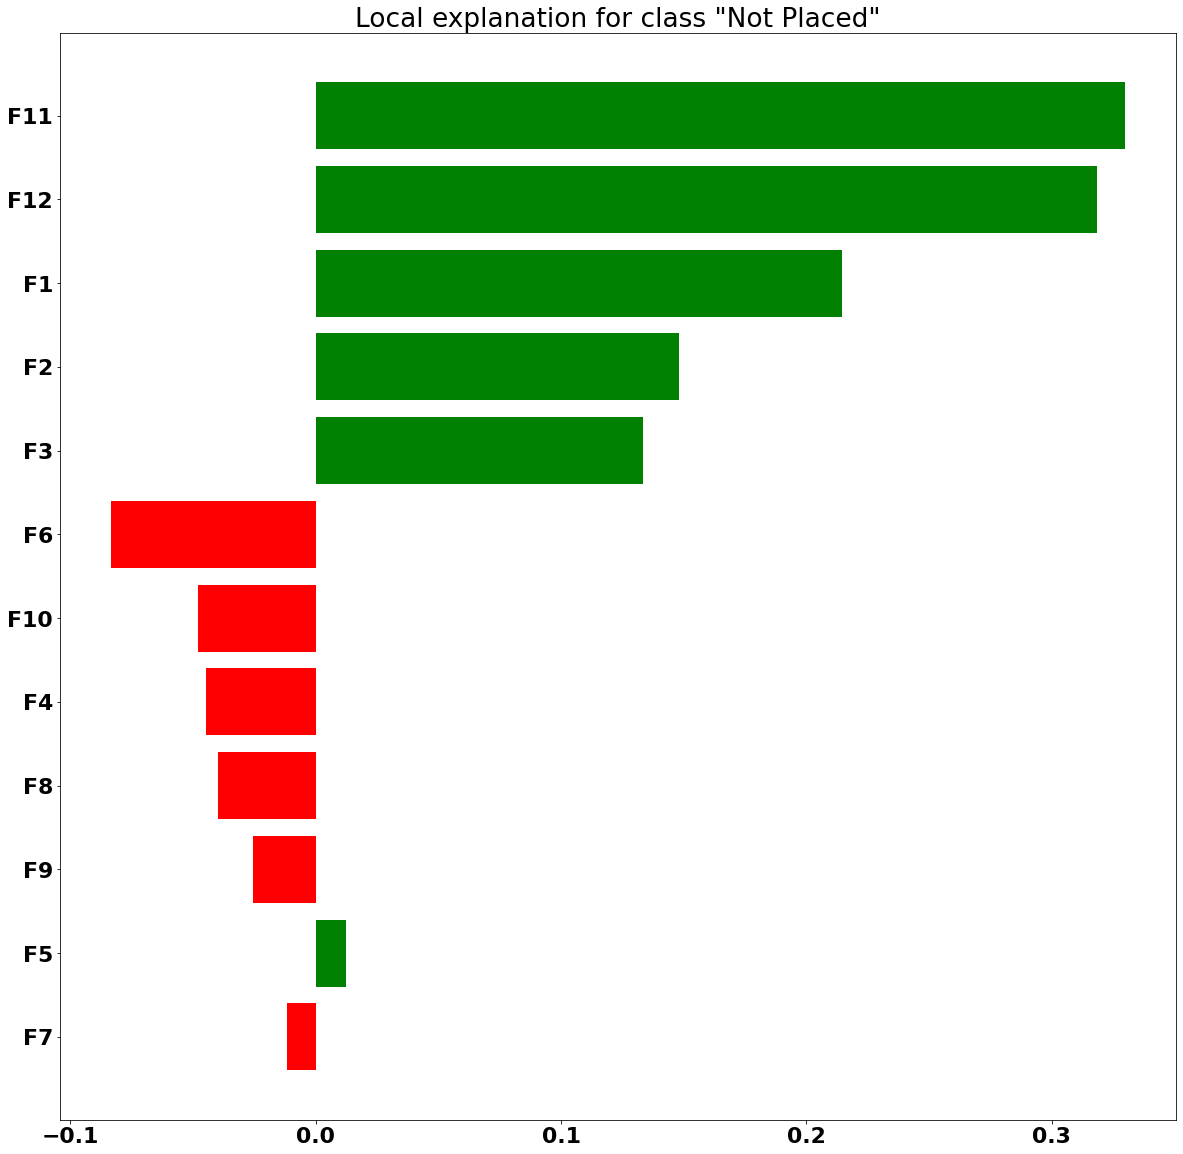 Local explanation for class "Not Placed"
F11
F12
F1
F2
F3
F6
F10
F4
F8
F9
F5
F7
−0.1 0.0 0.1 0.2 0.3